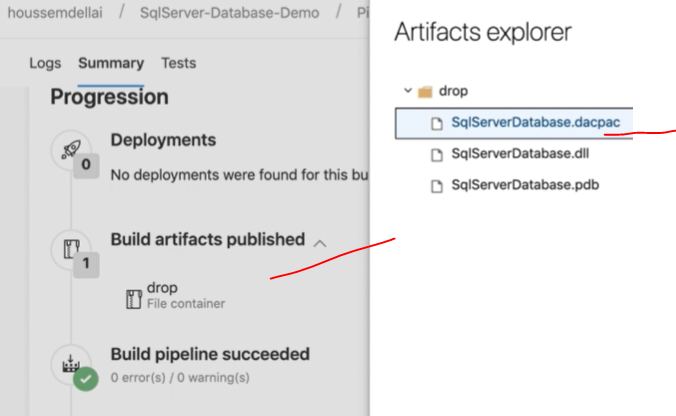 houssemdellai / SqlServer-Database-Demo / Pi
Logs Summary Tests
Progression
Deployments
0
No deployments were found for this bu
Build artifacts published
1
drop
File container
Build pipeline succeeded
0 error(s) / 0 warning(s)
Artifacts explorer
drop
SqlServerDatabase.dacpac
SqlServerDatabase.dll
SqlServerDatabase.pdb